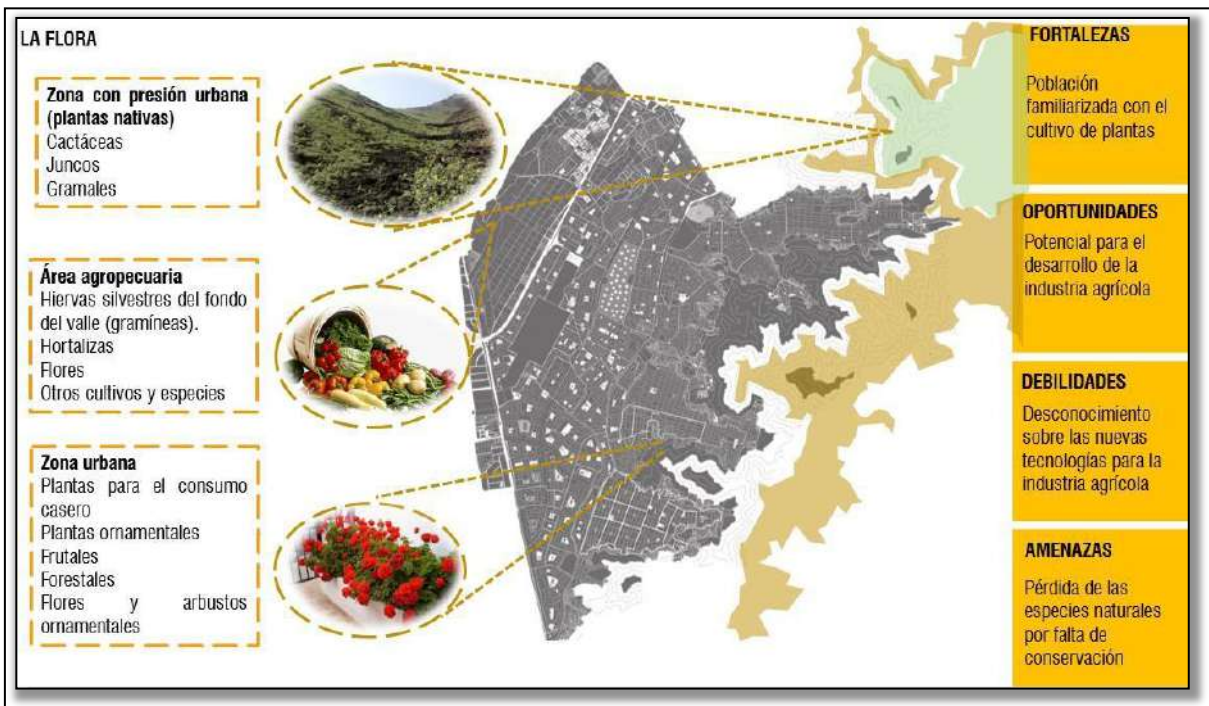 LA FLORA
Zona con presión urbana
(plantas nativas)
Cactáceas
Juncos
Gramales
Área agropecuaria
Hiervas silvestres del fondo
del valle (gramíneas).
Hortalizas
Flores
Otros cultivos y especies
Zona urbana
Plantas para el consumo
casero
Plantas ornamentales
Frutales
Forestales
Flores y arbustos
ornamentales
FORTALEZAS
Población
familiarizada con el
cultivo de plantas
OPORTUNIDADES
Potencial para el
desarrollo de la
industria agrícola
DEBILIDADES
Desconocimiento
sobre las nuevas
tecnologías para la
industria agrícola
AMENAZAS
Pérdida de las
especies naturales
por falta de
conservación